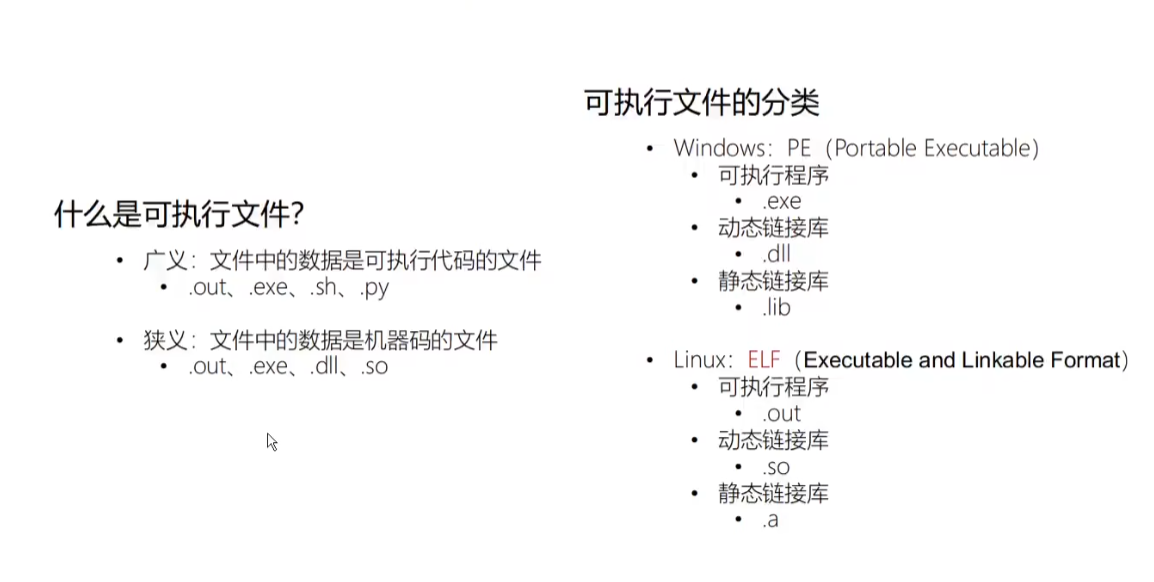 什么是可执行文件?
• 广义：文件中的数据是可执行代码的文件
• .out、.exe、.sh、.py
• 狭义：文件中的数据是机器码的文件
• .out、.exe、.dll、.so
可执行文件的分类
• Windows：PE（Portable Executable）
• 可执行程序
• .exe
• 动态链接库
• .dll
• 静态链接库
• .lib
• Linux：ELF（Executable and Linkable Format）
• 可执行程序
• .out
• 动态链接库
• .so
• 静态链接库
• .a